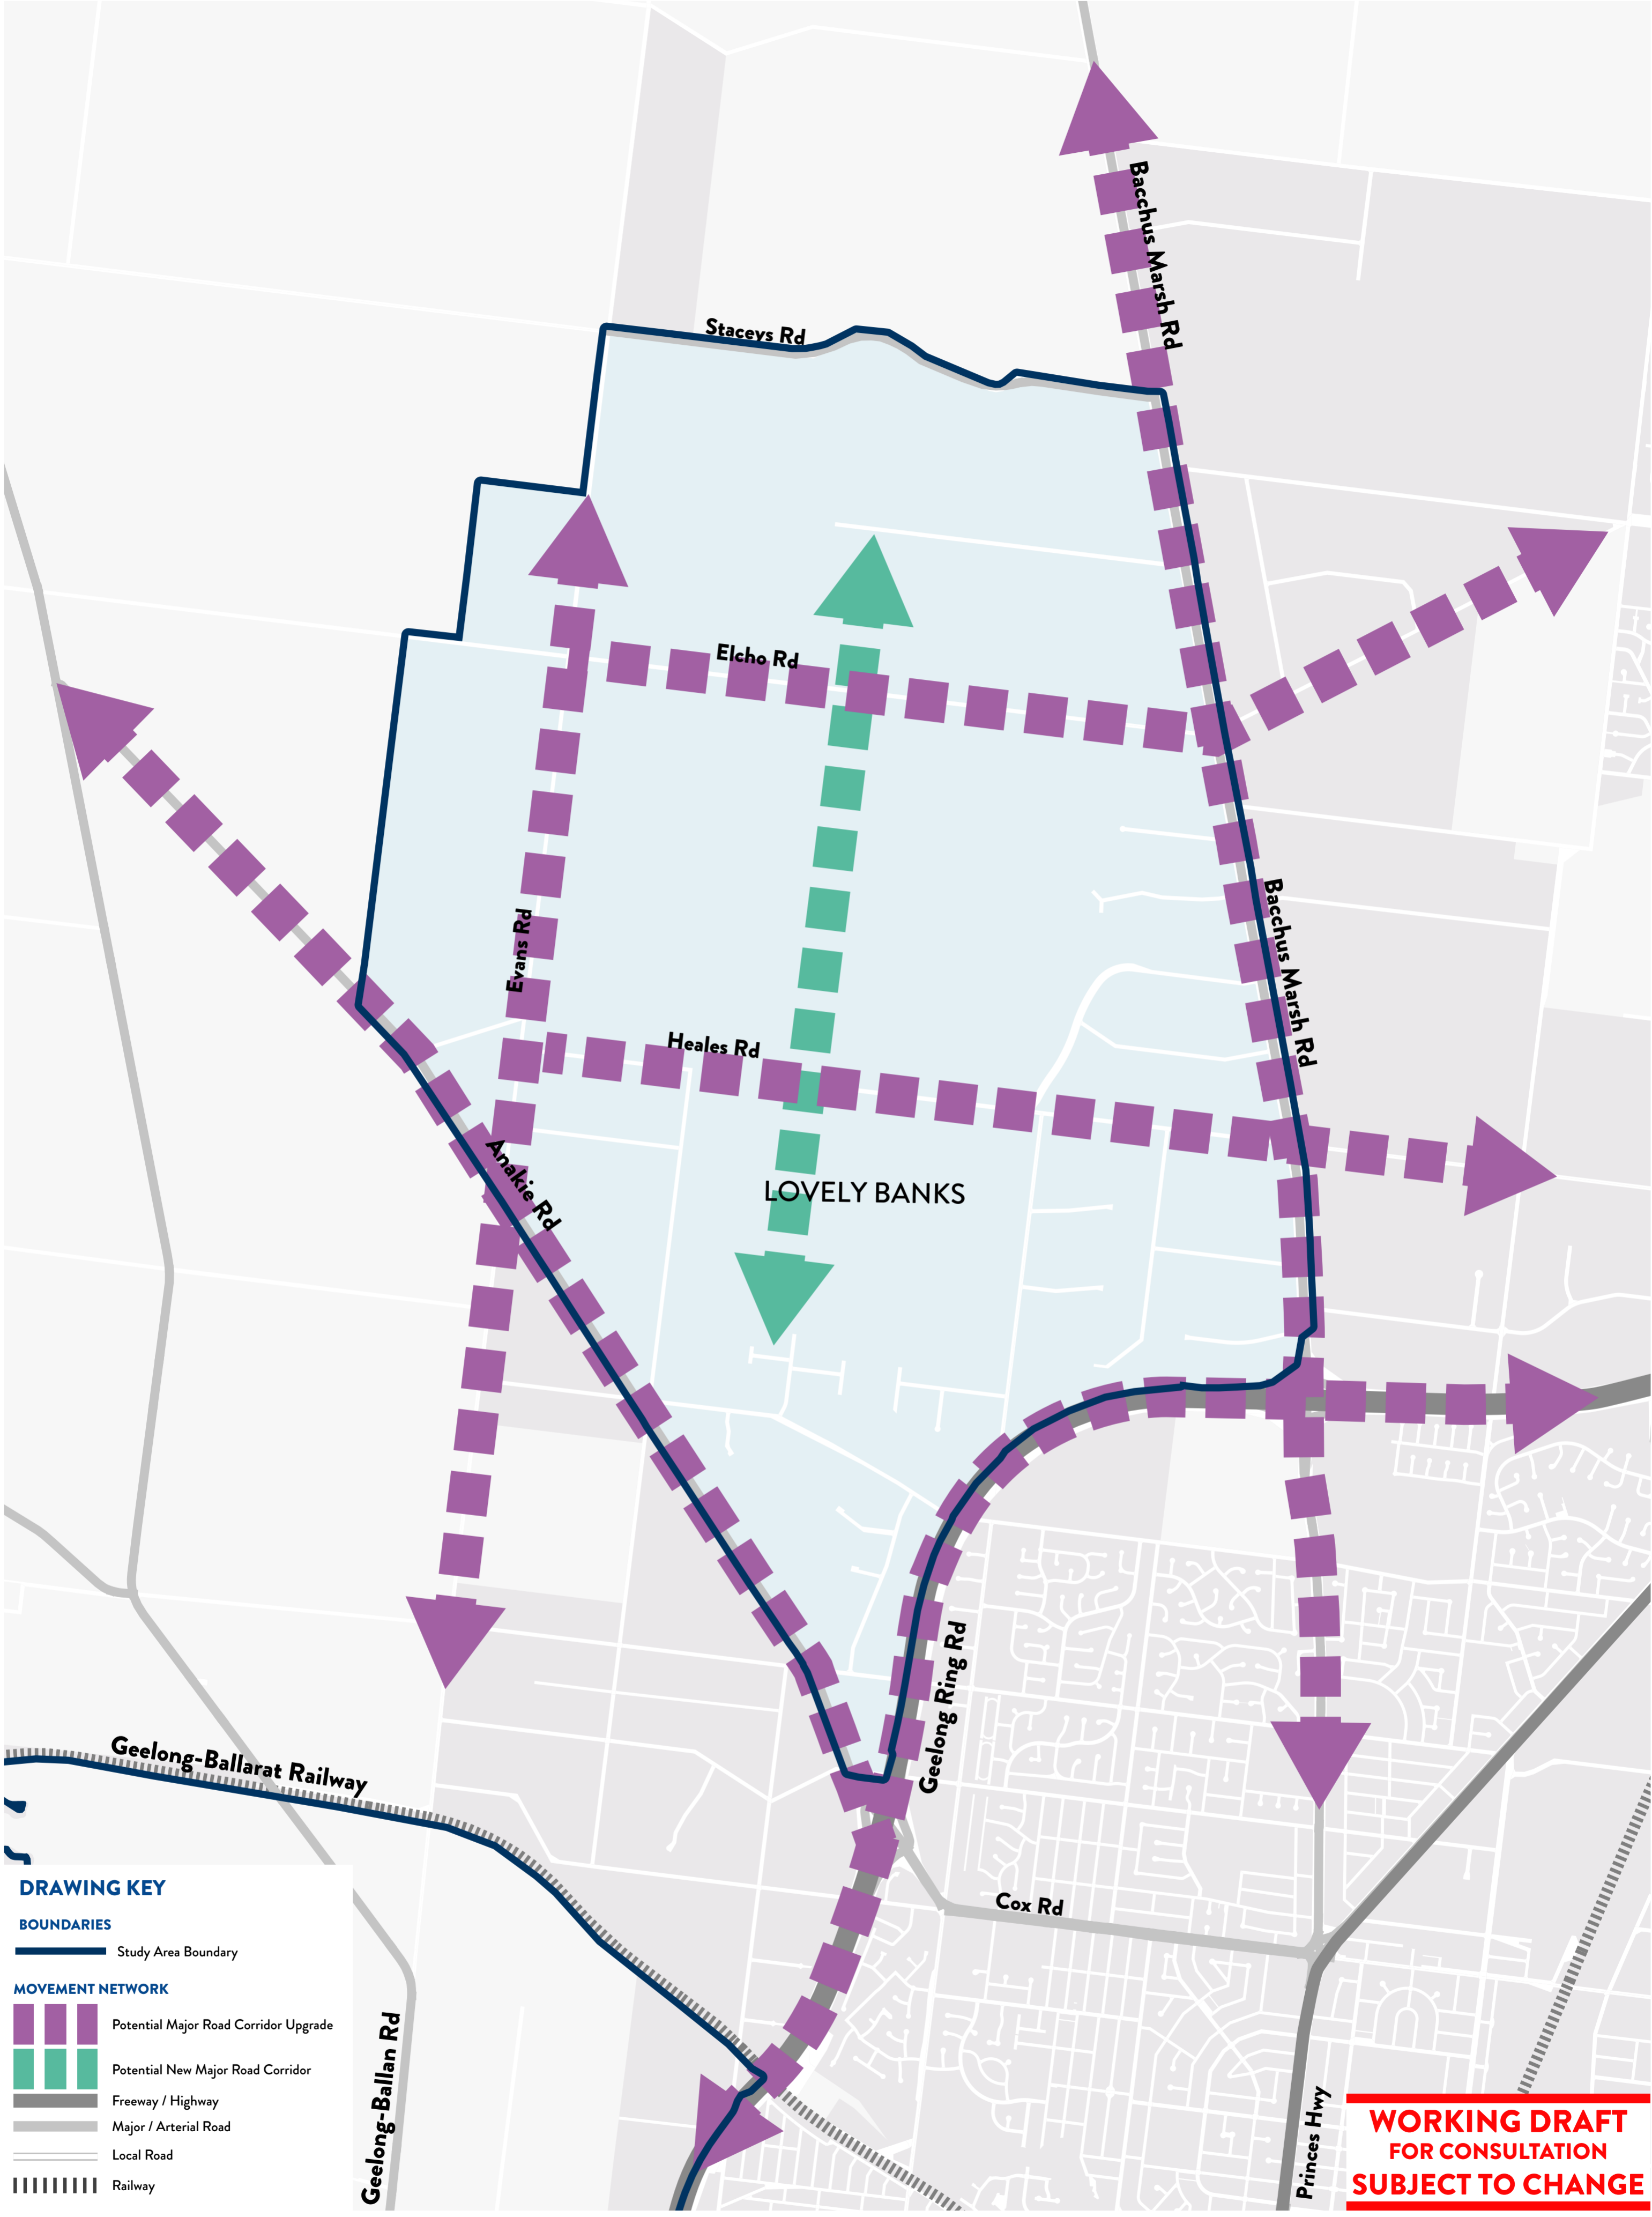 Bacchus Marsh Rd
Staceys Rd
Elcho Rd
Evans Rd
Bacchus Marsh Rd
Heales Rd
Anakie Rd
LOVELY BANKS
Geelong Ring Rd
Geelong-Ballarat Railway
Cox Rd
Geelong-Ballan Rd
Princes Hwy
DRAWING KEY
BOUNDARIES
Study Area Boundary
MOVEMENT NETWORK
Potential Major Road Corridor Upgrade
Potential New Major Road Corridor
Freeway / Highway
Major / Arterial Road
Local Road
Railway
WORKING DRAFT
FOR CONSULTATION
SUBJECT TO CHANGE